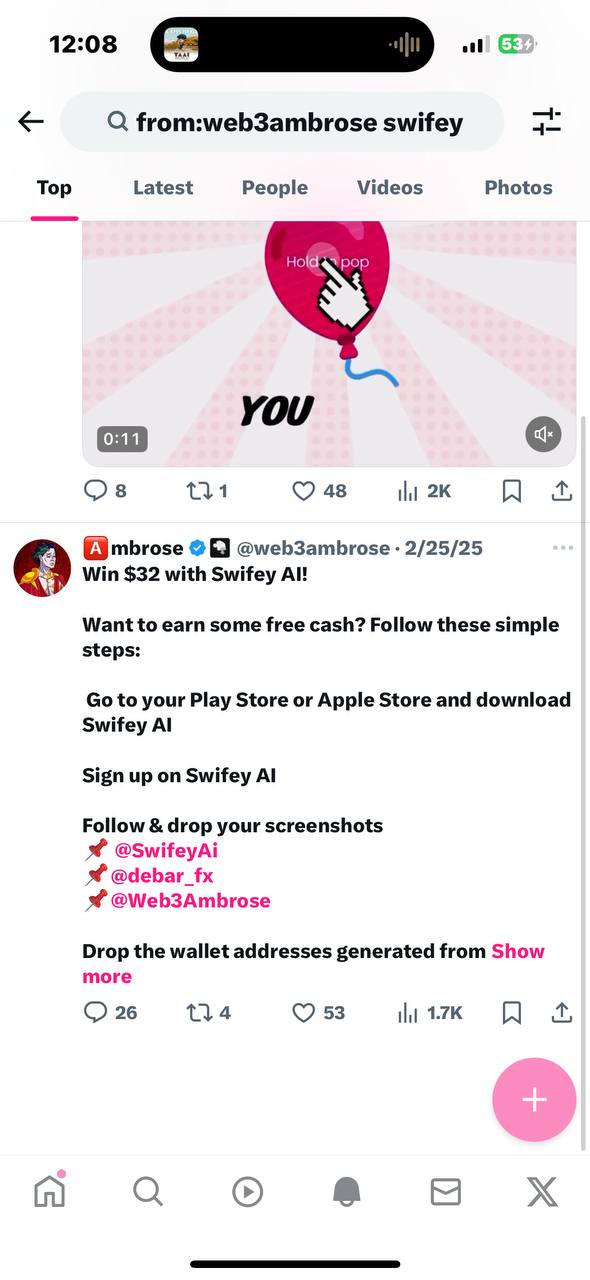 12:08
TAAI
53
from:web3ambrose swifey
Top Latest People Videos Photos
Hold to pop
YOU
0:11
8 1 48 2K
🅰mbrose @web3ambrose · 2/25/25
Win $32 with Swifey AI!
Want to earn some free cash? Follow these simple
steps:
Go to your Play Store or Apple Store and download
Swifey AI
Sign up on Swifey AI
Follow & drop your screenshots
📌 @SwifeyAi
📌@debar_fx
📌@Web3Ambrose
Drop the wallet addresses generated from Show
more
26 4 53 1.7K